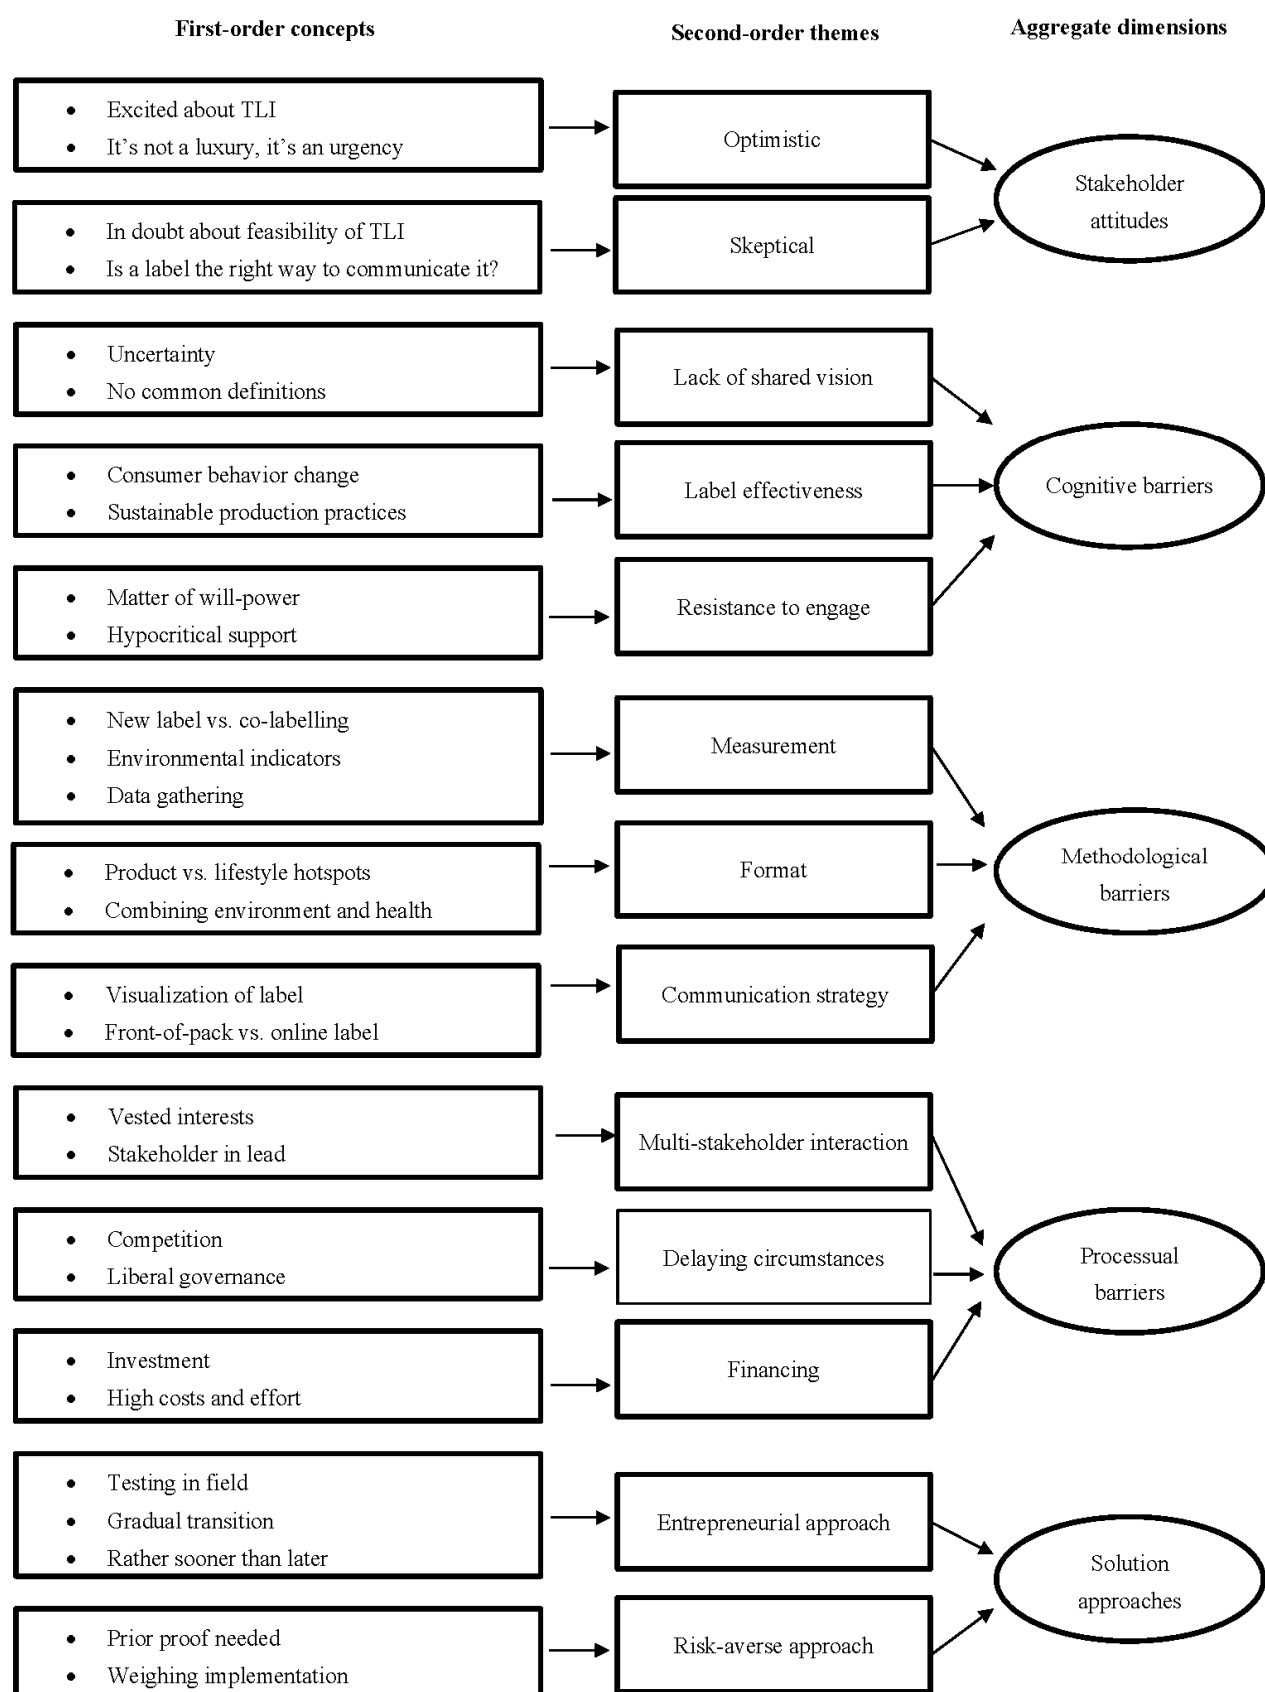 First-order concepts
Second-order themes
Aggregate dimensions
Excited about TLI
It’s not a luxury, it’s an urgency
Optimistic
Stakeholder
attitudes
In doubt about feasibility of TLI
Is a label the right way to communicate it?
Skeptical
Uncertainty
No common definitions
Lack of shared vision
Consumer behavior change
Sustainable production practices
Label effectiveness
Cognitive barriers
Matter of will-power
Hypocritical support
Resistance to engage
New label vs. co-labelling
Environmental indicators
Data gathering
Measurement
Product vs. lifestyle hotspots
Combining environment and health
Format
Methodological
barriers
Visualization of label
Front-of-pack vs. online label
Communication strategy
Vested interests
Stakeholder in lead
Multi-stakeholder interaction
Competition
Liberal governance
Delaying circumstances
Processual
barriers
Investment
High costs and effort
Financing
Testing in field
Gradual transition
Rather sooner than later
Entrepreneurial approach
Solution
approaches
Prior proof needed
Weighing implementation
Risk-averse approach